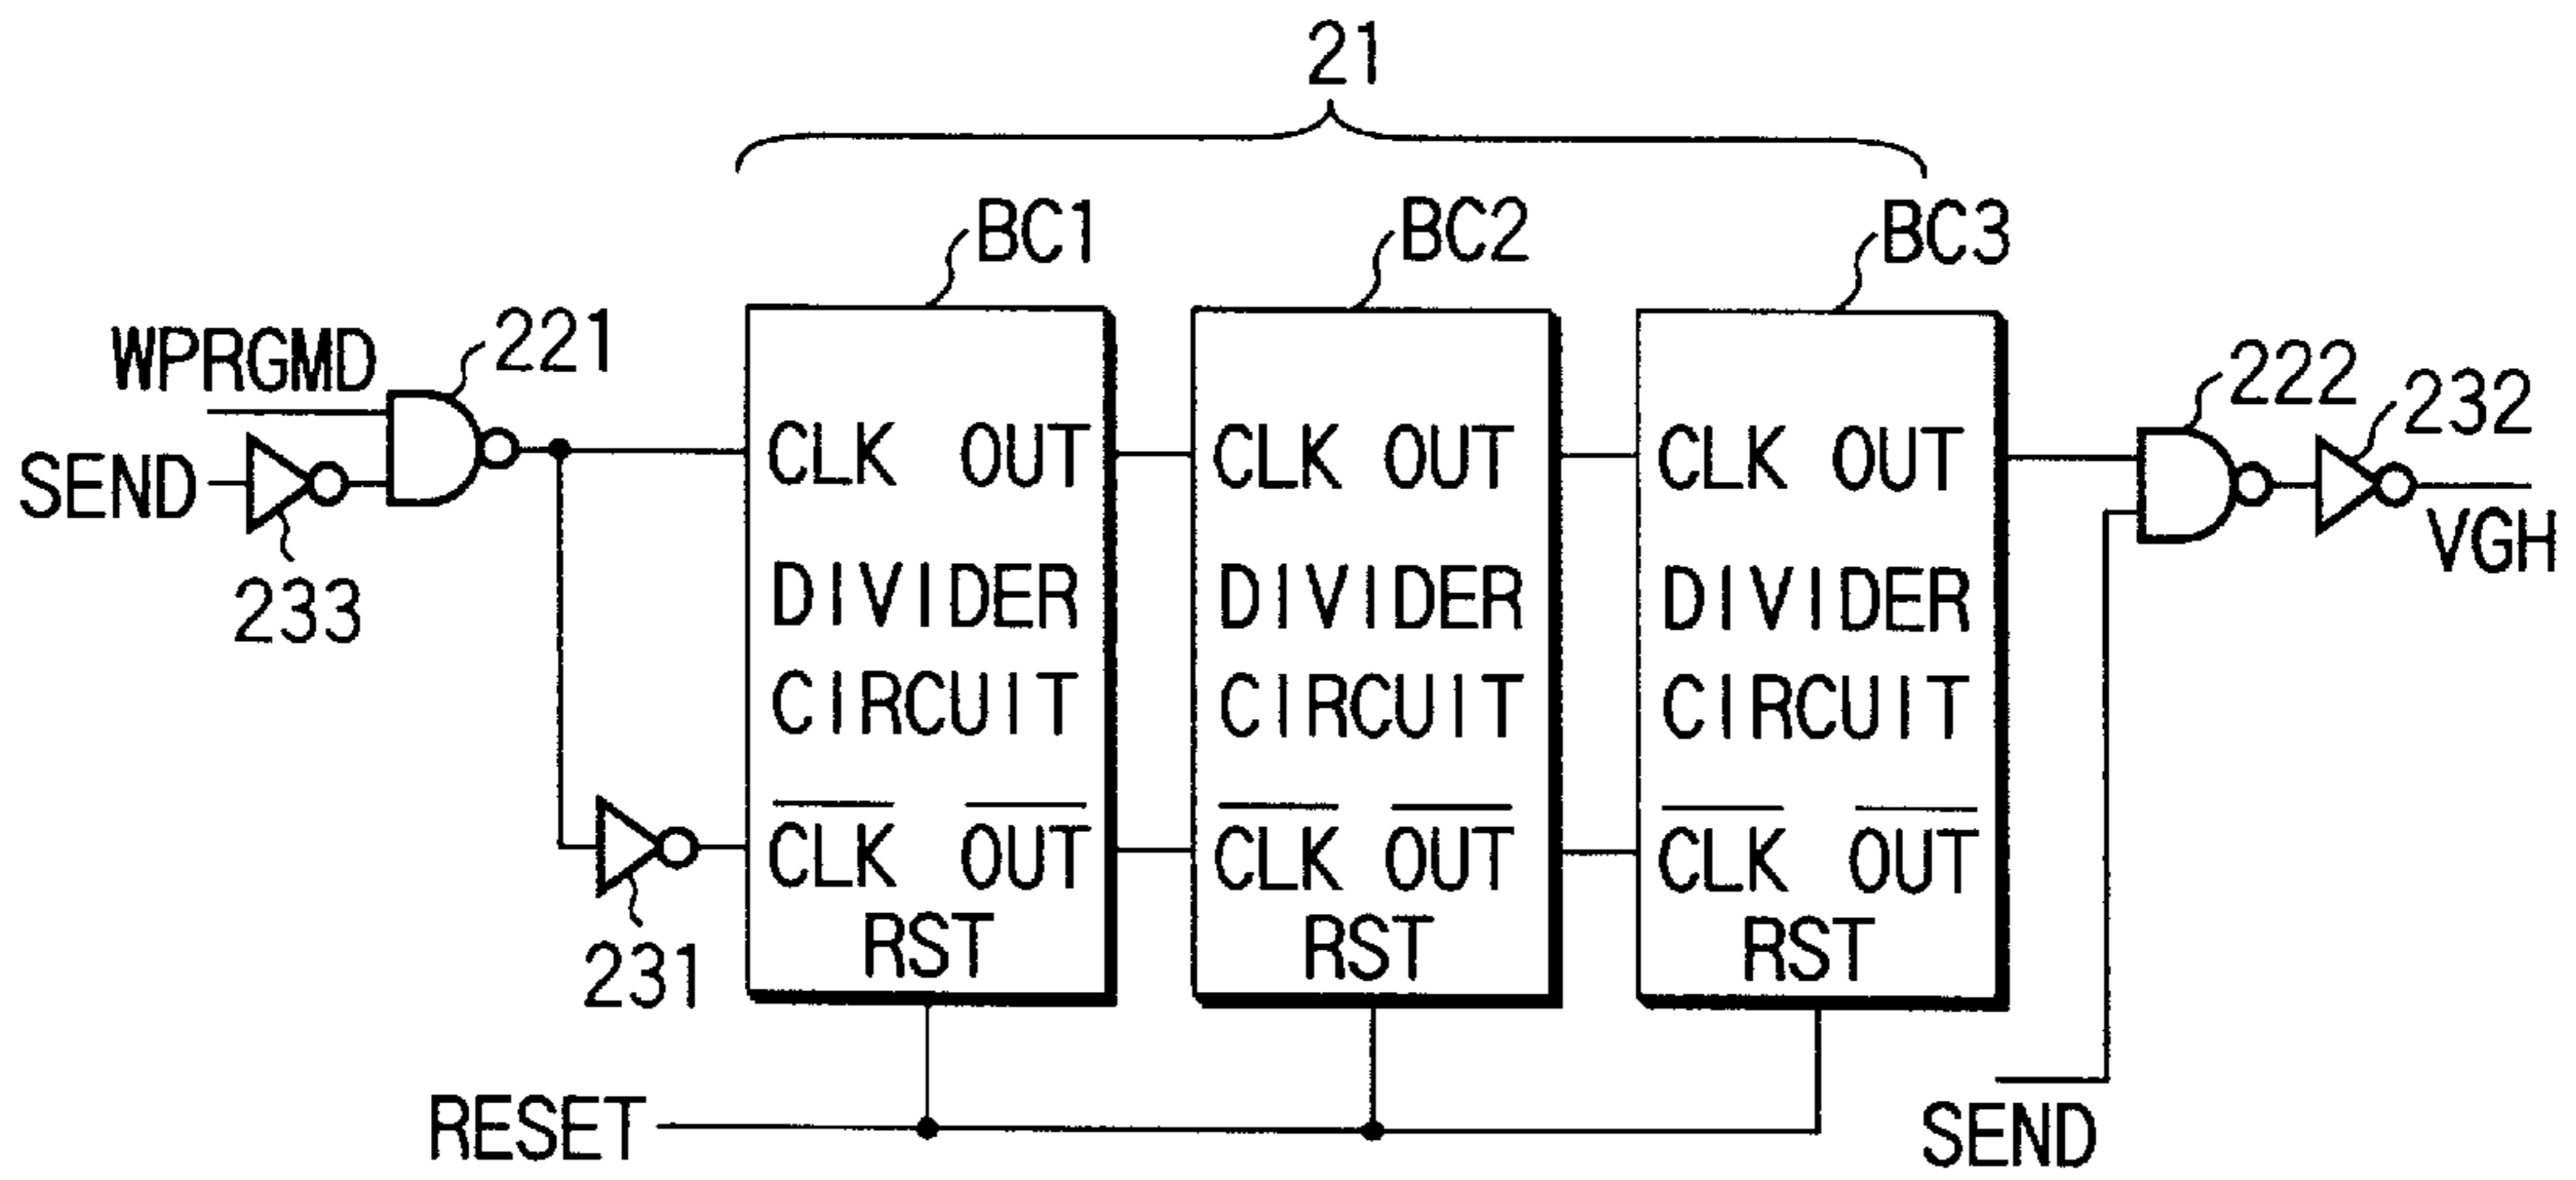 21
BC1
BC2
BC3
WPRGMD
221
SEND
233
CLK OUT
DIVIDER
CIRCUIT
CLK OUT
RST
CLK OUT
DIVIDER
CIRCUIT
CLK OUT
RST
CLK OUT
DIVIDER
CIRCUIT
CLK OUT
RST
231
222
232
VGH
RESET
SEND